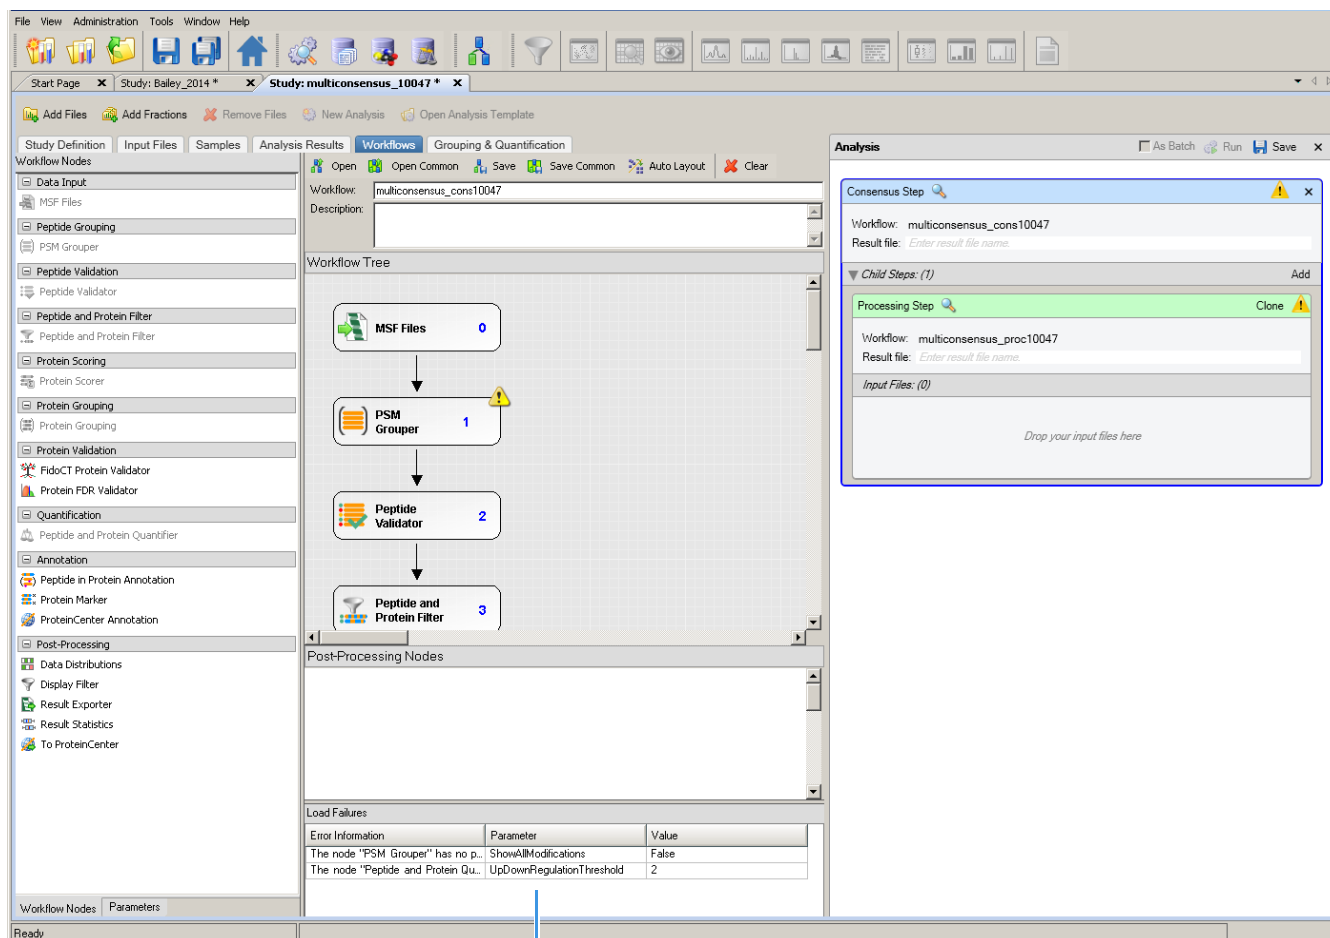 File View Administration Tools Window Help
Start Page Study: Bailey_2014 * Study: multiconsensus_10047 *
Add Files Add Fractions Remove Files New Analysis Open Analysis Template
Study Definition Input Files Samples Analysis Results Workflows Grouping & Quantification
Workflow Nodes
Data Input
MSF Files
Peptide Grouping
PSM Grouper
Peptide Validation
Peptide Validator
Peptide and Protein Filter
Peptide and Protein Filter
Protein Scoring
Protein Scorer
Protein Grouping
Protein Grouping
Protein Validation
FidoCT Protein Validator
Protein FDR Validator
Quantification
Peptide and Protein Quantifier
Annotation
Peptide in Protein Annotation
Protein Marker
ProteinCenter Annotation
Post-Processing
Data Distributions
Display Filter
Result Exporter
Result Statistics
To ProteinCenter
Workflow Nodes Parameters
Ready
Open Open Common Save Save Common Auto Layout Clear
Workflow: multiconsensus_cons10047
Description:
Workflow Tree
MSF Files 0
PSM
Grouper 1
Peptide
Validator 2
Peptide and
Protein Filter 3
Post-Processing Nodes
Load Failures
Error Information Parameter Value
The node "PSM Grouper" has no p... ShowAllModifications False
The node "Peptide and Protein Qu... UpDownRegulationThreshold 2
Analysis As Batch Run Save
Consensus Step
Workflow: multiconsensus_cons10047
Result file: Enter result file name.
Child Steps: (1) Add
Processing Step Clone
Workflow: multiconsensus_proc10047
Result file: Enter result file name.
Input Files: (0)
Drop your input files here